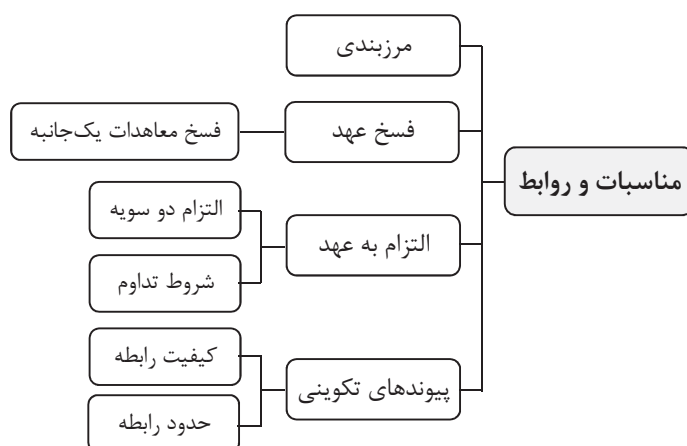 مناسبات و روابط
مرزبندی
فسخ عهد
فسخ معاهدات یک‌جانبه
التزام به عهد
التزام دو سویه
شروط تداوم
پیوندهای تکوینی
کیفیت رابطه
حدود رابطه